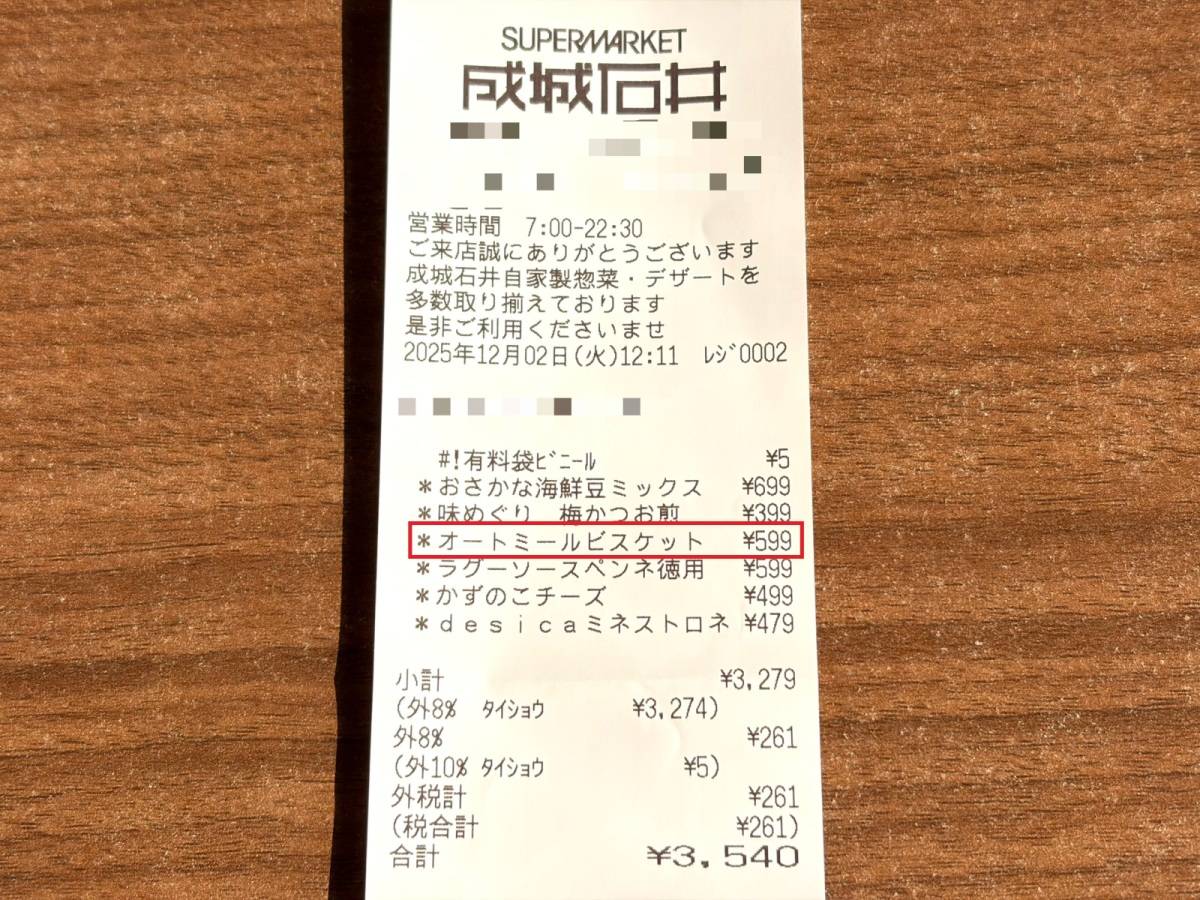 SUPERMARKET
成城石井
営業時間 7:00-22:30
ご来店誠にありがとうございます
成城石井自家製惣菜・デザートを
多数取り揃えております
是非ご利用くださいませ
2025年12月02日(火)12:11 ﾚｼﾞ0002
#!有料袋ﾋﾞﾆｰﾙ ¥5
*おさかな海鮮豆ミックス ¥699
*味めぐり 梅かつお煎 ¥399
*オートミールビスケット ¥599
*ラグーソースペンネ徳用 ¥599
*かずのこチーズ ¥499
*ｄｅｓｉｃａミネストロネ ¥479
小計 ¥3,279
(外8% ﾀｲｼｮｳ ¥3,274)
外8% ¥261
(外10% ﾀｲｼｮｳ ¥5)
外税計 ¥261
(税合計 ¥261)
合計 ¥3,540